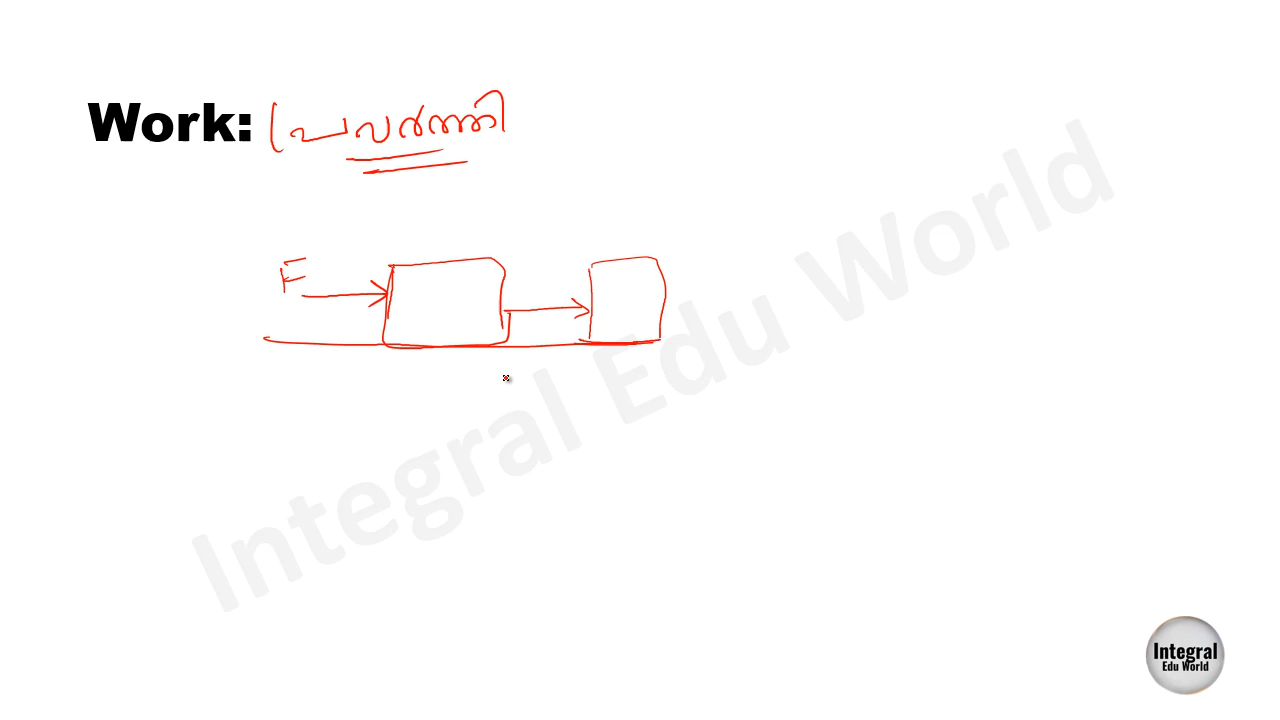 Work: പ്രവർത്തി
F
Integral Edu World
Integral
Edu World